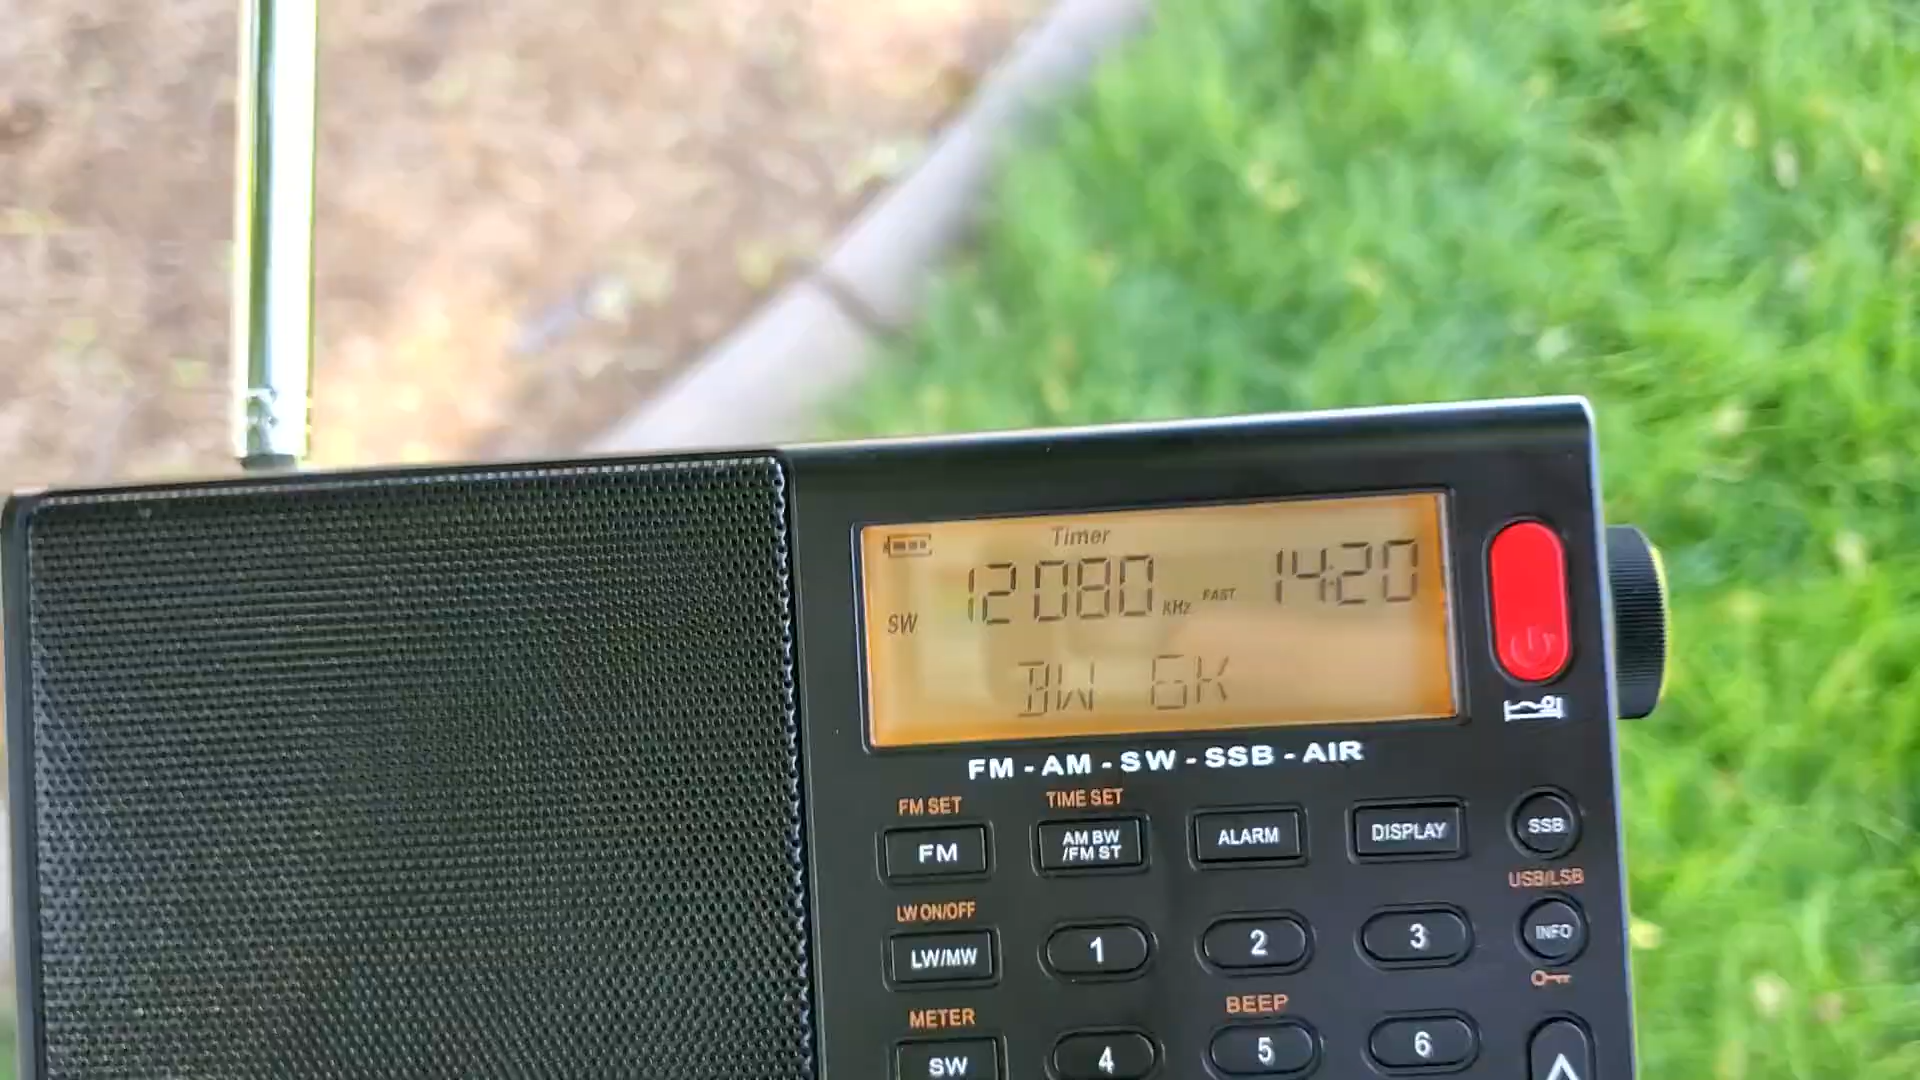 Timer
SW 12080 KHz FAST 14:20
BW 6K
FM - AM - SW - SSB - AIR
FM SET TIME SET
FM AM BW /FM ST ALARM DISPLAY SSB
USB/LSB
LW ON/OFF
LW/MW 1 2 3 INFO
METER BEEP
SW 4 5 6